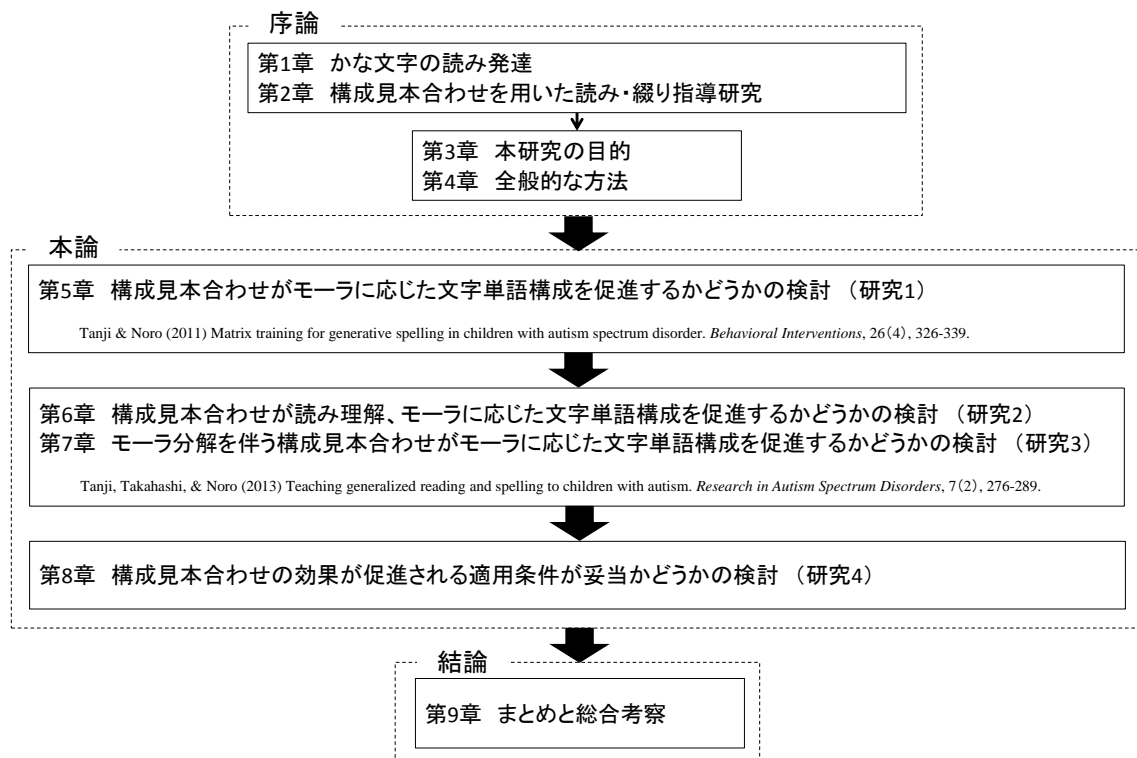 序論
第1章 かな文字の読み発達
第2章 構成見本合わせを用いた読み・綴り指導研究
第3章 本研究の目的
第4章 全般的な方法
本論
第5章 構成見本合わせがモーラに応じた文字単語構成を促進するかどうかの検討 （研究1）
Tanji & Noro (2011) Matrix training for generative spelling in children with autism spectrum disorder. Behavioral Interventions, 26(4), 326-339.
第6章 構成見本合わせが読み理解、モーラに応じた文字単語構成を促進するかどうかの検討 （研究2）
第7章 モーラ分解を伴う構成見本合わせがモーラに応じた文字単語構成を促進するかどうかの検討 （研究3）
Tanji, Takahashi, & Noro (2013) Teaching generalized reading and spelling to children with autism. Research in Autism Spectrum Disorders, 7(2), 276-289.
第8章 構成見本合わせの効果が促進される適用条件が妥当かどうかの検討 （研究4）
結論
第9章 まとめと総合考察